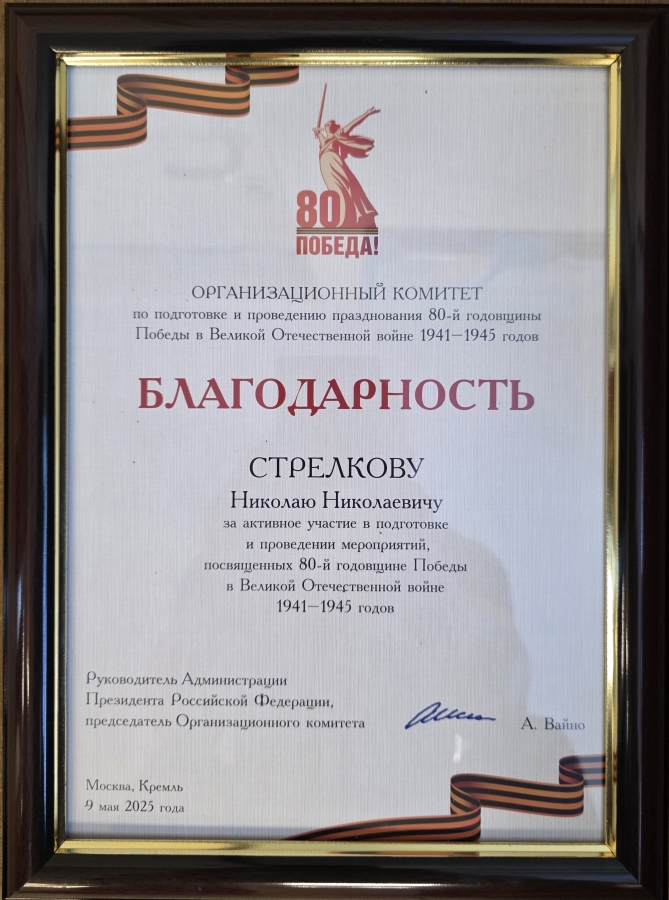 80
ПОБЕДА!
ОРГАНИЗАЦИОННЫЙ КОМИТЕТ
по подготовке и проведению празднования 80-й годовщины
Победы в Великой Отечественной войне 1941—1945 годов
БЛАГОДАРНОСТЬ
СТРЕЛКОВУ
Николаю Николаевичу
за активное участие в подготовке
и проведении мероприятий,
посвященных 80-й годовщине Победы
в Великой Отечественной войне
1941—1945 годов
Руководитель Администрации
Президента Российской Федерации,
председатель Организационного комитета
А. Вайно
Москва, Кремль
9 мая 2025 года